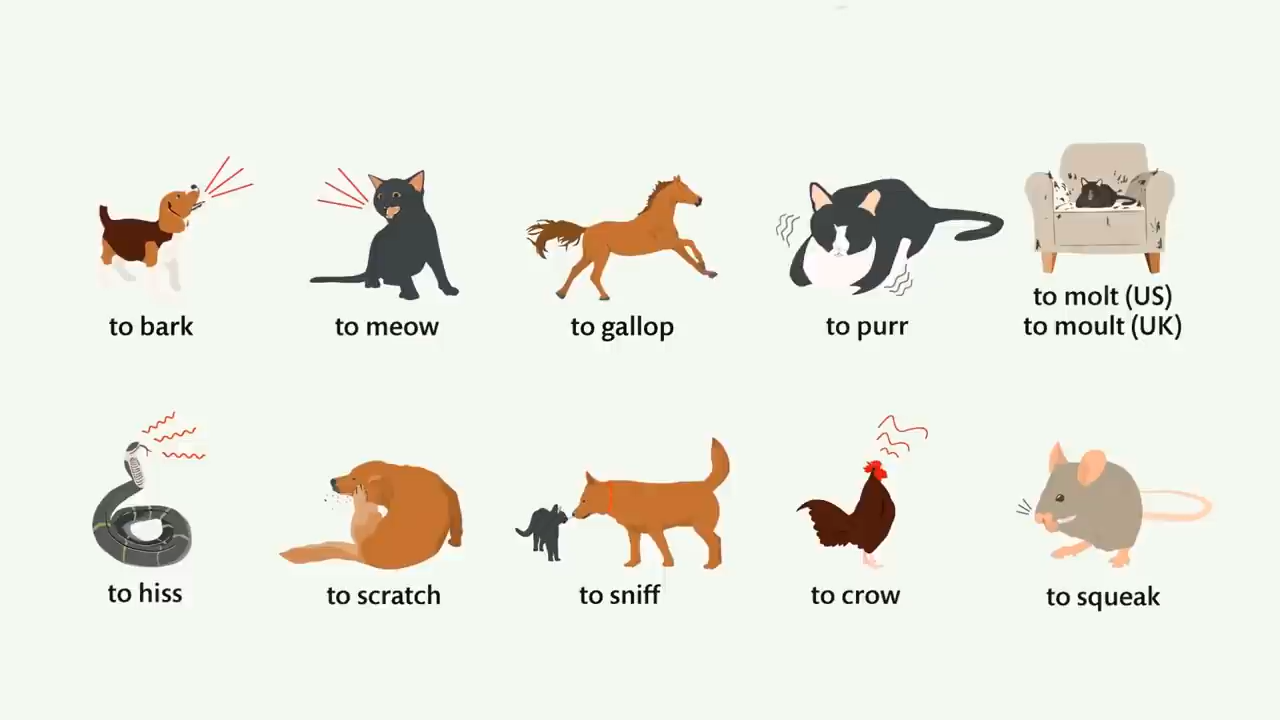 to bark
to meow
to gallop
to purr
to molt (US)
to moult (UK)
to hiss
to scratch
to sniff
to crow
to squeak